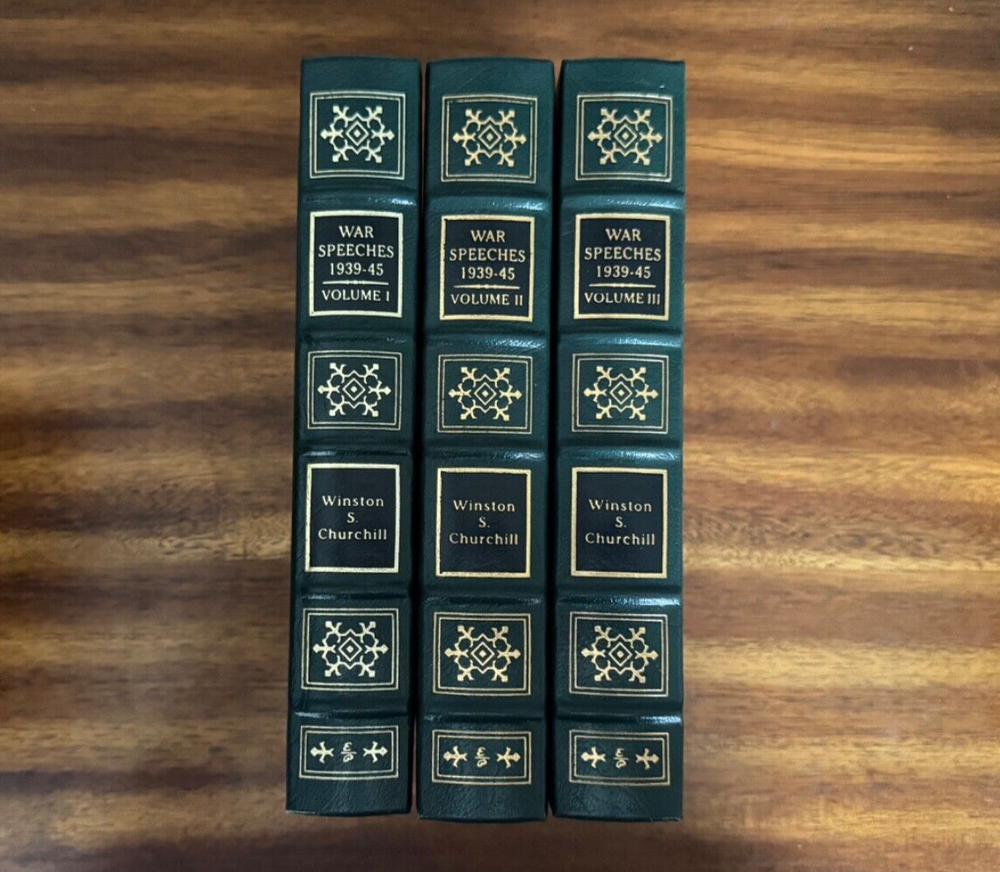 WAR
SPEECHES
1939-45
VOLUME I
Winston
S.
Churchill
WAR
SPEECHES
1939-45
VOLUME II
Winston
S.
Churchill
WAR
SPEECHES
1939-45
VOLUME III
Winston
S.
Churchill